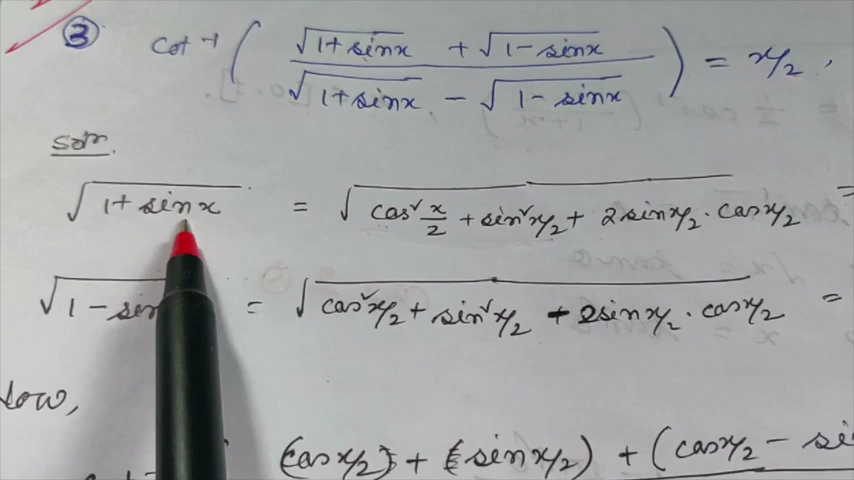 ③ cot⁻¹ ( (√(1+sinx) + √(1-sinx)) / (√(1+sinx) - √(1-sinx)) ) = x/2,
Soln.
√(1+sinx) = √(cos²x/2 + sin²x/2 + 2sinx/2 . cosx/2) =
√(1-sin = √(cos²x/2 + sin²x/2 - 2sinx/2 . cosx/2) =
Now,
(cosx/2) + (sinx/2) + (cosx/2 - sin